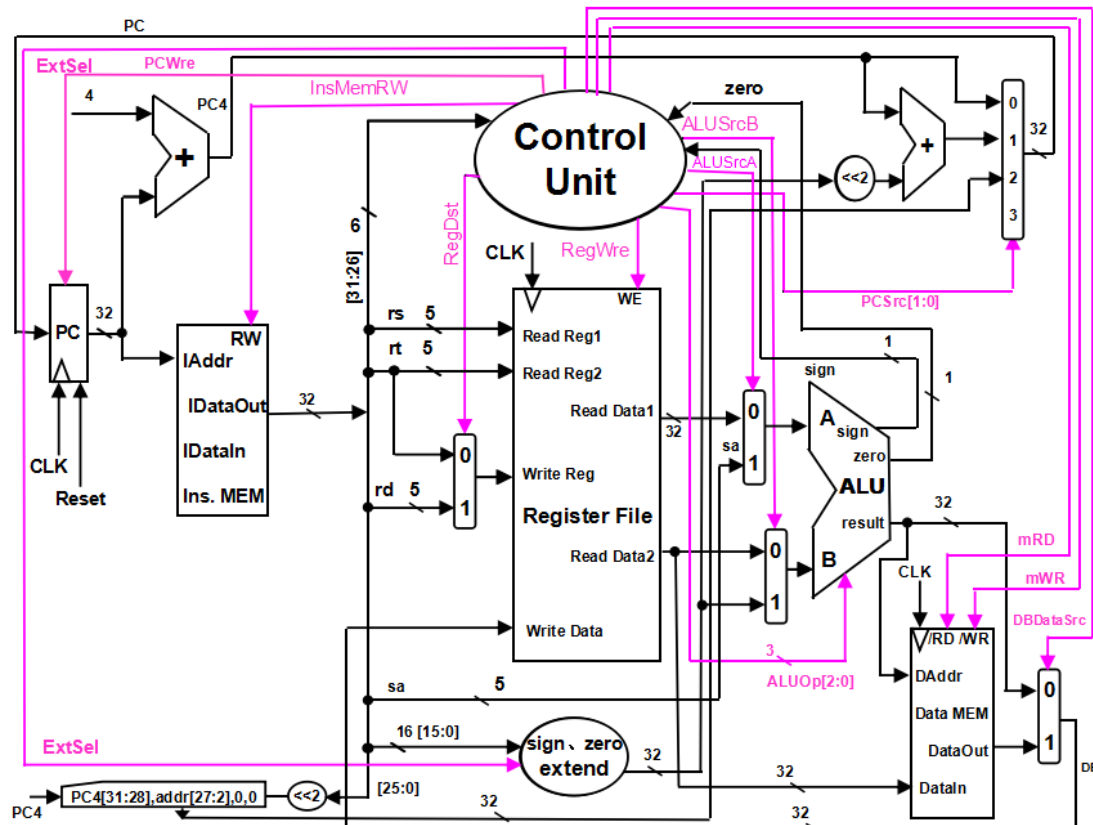 PC
ExtSel
PCWre
InsMemRW
4
PC4
+
zero
ALUSrcB
ALUSrcA
Control
Unit
<<2
+
0
1
2
3
32
6
[31:26]
RegDst
CLK
RegWre
PCSrc[1:0]
WE
PC
32
RW
IAddr
IDataOut
IDataIn
Ins. MEM
32
CLK
Reset
rs
5
rt
5
Read Reg1
Read Reg2
Read Data1
32
0
1
rd
5
Write Reg
Register File
Read Data2
Write Data
sa
0
1
0
1
sign
1
1
A
sign
zero
ALU
result
B
32
mRD
mWR
CLK
DBDataSrc
/RD /WR
DAddr
Data MEM
DataOut
DataIn
0
1
3
ALUOp[2:0]
sa
5
ExtSel
16 [15:0]
sign、zero
extend
32
[25:0]
PC4
PC4[31:28],addr[27:2],0,0
<<2
32
32
32